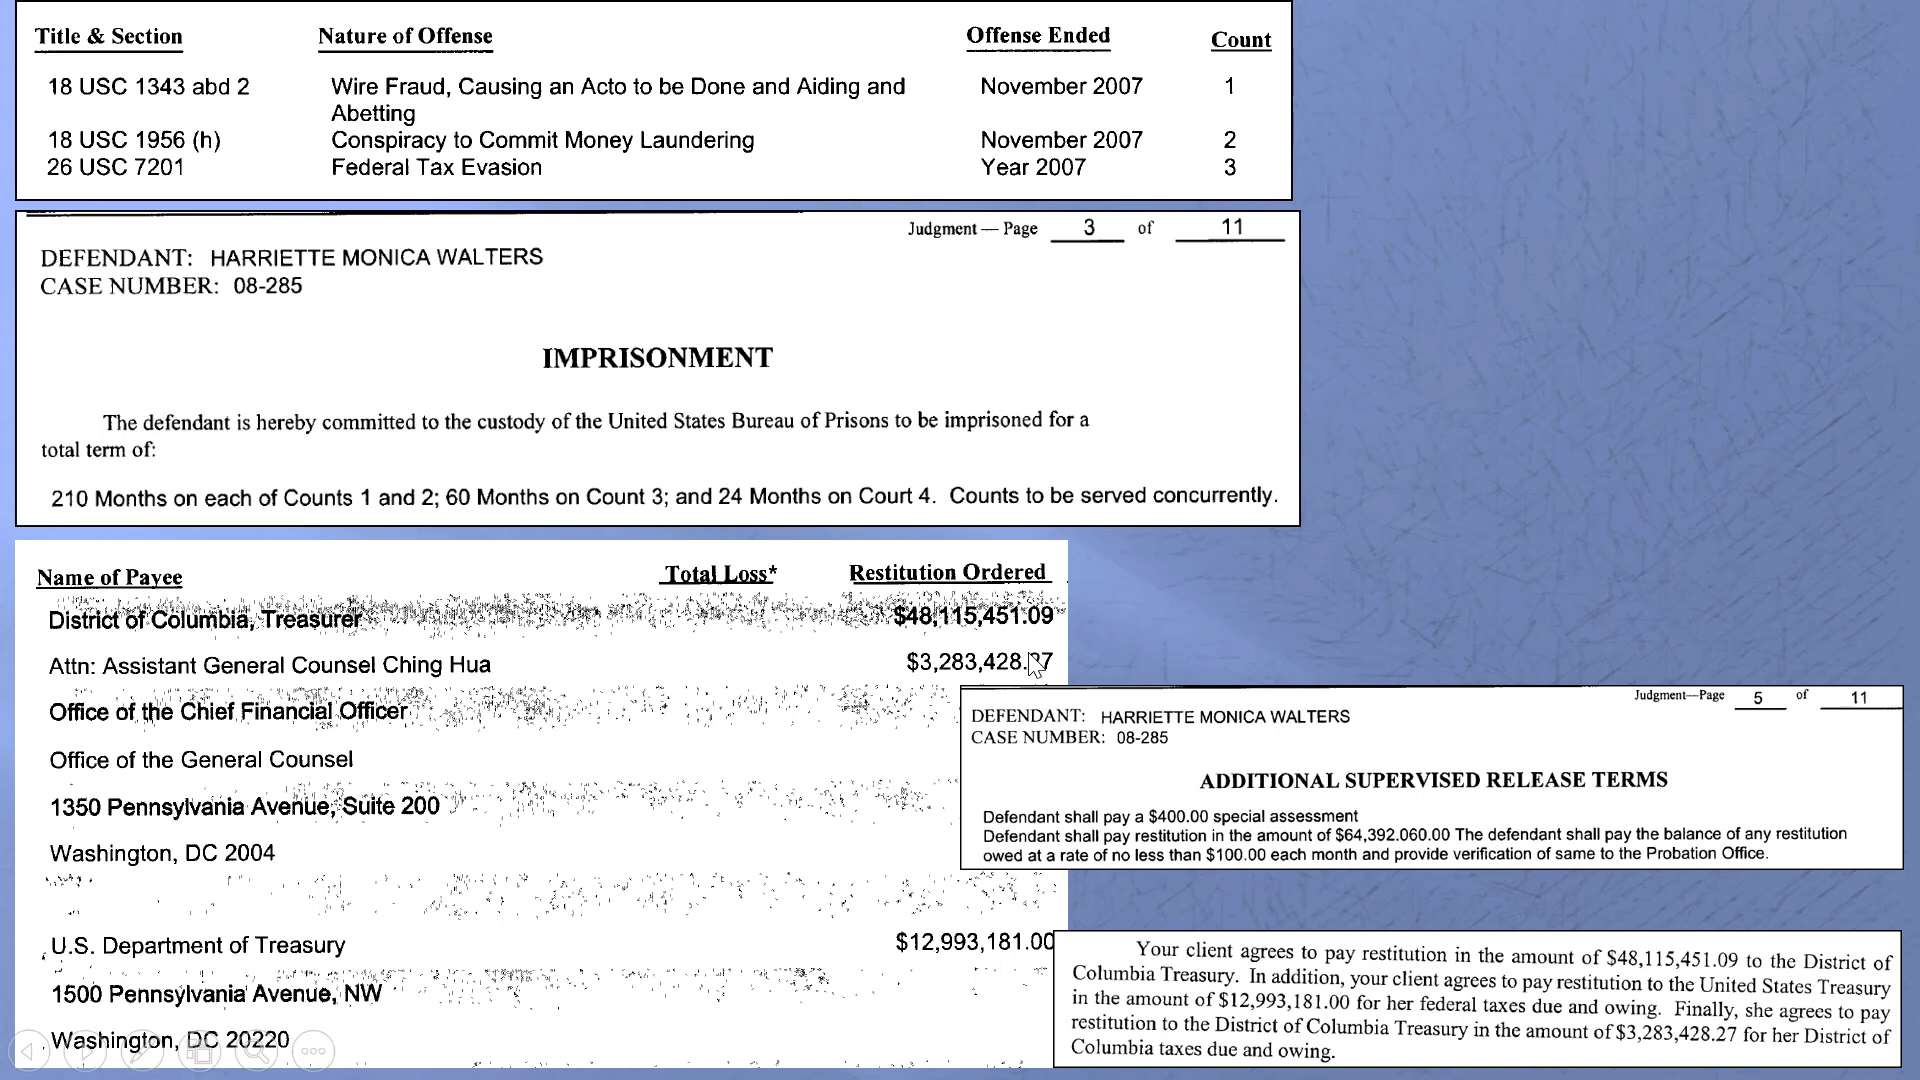 Title & Section Nature of Offense Offense Ended Count
18 USC 1343 abd 2 Wire Fraud, Causing an Acto to be Done and Aiding and November 2007 1
Abetting
18 USC 1956 (h) Conspiracy to Commit Money Laundering November 2007 2
26 USC 7201 Federal Tax Evasion Year 2007 3
Judgment — Page 3 of 11
DEFENDANT: HARRIETTE MONICA WALTERS
CASE NUMBER: 08-285
IMPRISONMENT
The defendant is hereby committed to the custody of the United States Bureau of Prisons to be imprisoned for a
total term of:
210 Months on each of Counts 1 and 2; 60 Months on Count 3; and 24 Months on Court 4. Counts to be served concurrently.
Name of Payee Total Loss* Restitution Ordered
District of Columbia, Treasurer $48,115,451.09
Attn: Assistant General Counsel Ching Hua $3,283,428.27
Office of the Chief Financial Officer
Office of the General Counsel
1350 Pennsylvania Avenue, Suite 200
Washington, DC 2004
U.S. Department of Treasury $12,993,181.00
1500 Pennsylvania Avenue, NW
Washington, DC 20220
Judgment—Page 5 of 11
DEFENDANT: HARRIETTE MONICA WALTERS
CASE NUMBER: 08-285
ADDITIONAL SUPERVISED RELEASE TERMS
Defendant shall pay a $400.00 special assessment
Defendant shall pay restitution in the amount of $64,392.060.00 The defendant shall pay the balance of any restitution
owed at a rate of no less than $100.00 each month and provide verification of same to the Probation Office.
Your client agrees to pay restitution in the amount of $48,115,451.09 to the District of
Columbia Treasury. In addition, your client agrees to pay restitution to the United States Treasury
in the amount of $12,993,181.00 for her federal taxes due and owing. Finally, she agrees to pay
restitution to the District of Columbia Treasury in the amount of $3,283,428.27 for her District of
Columbia taxes due and owing.